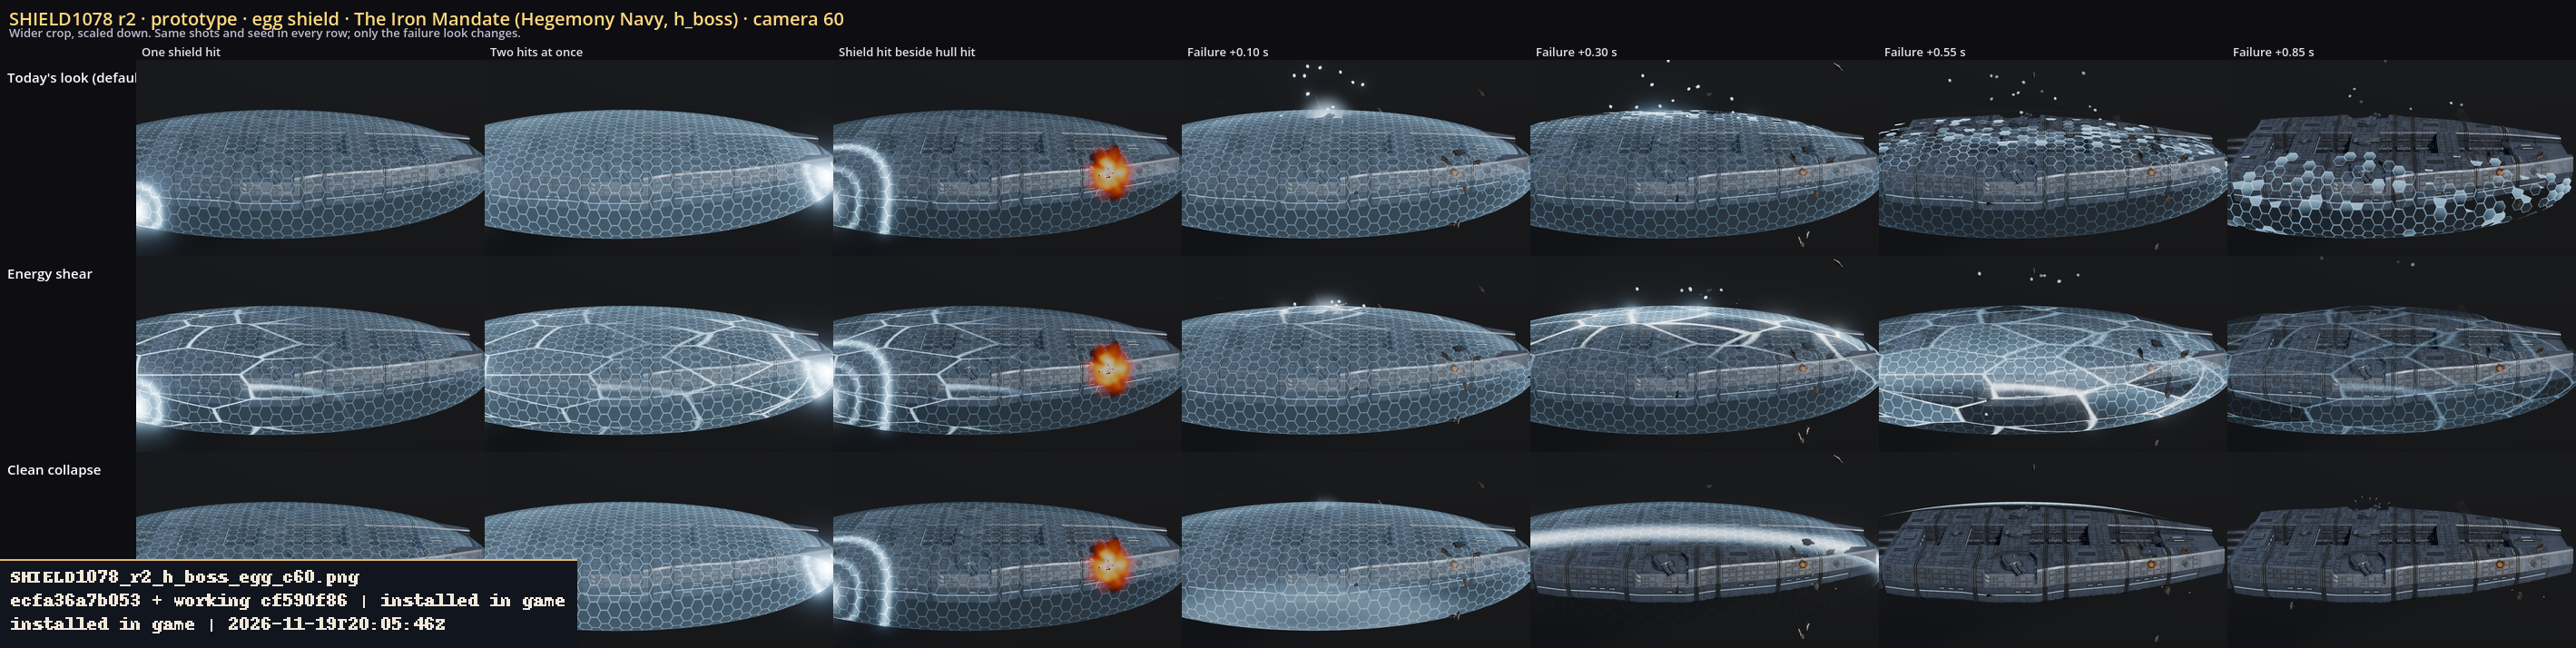 SHIELD1078 r2 · prototype · egg shield · The Iron Mandate (Hegemony Navy, h_boss) · camera 60
Wider crop, scaled down. Same shots and seed in every row; only the failure look changes.
One shield hit
Two hits at once
Shield hit beside hull hit
Failure +0.10 s
Failure +0.30 s
Failure +0.55 s
Failure +0.85 s
Today's look (defaul
Energy shear
Clean collapse
SHIELD1078_r2_h_boss_egg_c60.png
ecfa36a7b053 + working cf590f86 | installed in game
installed in game | 2026-11-19T20:05:46Z